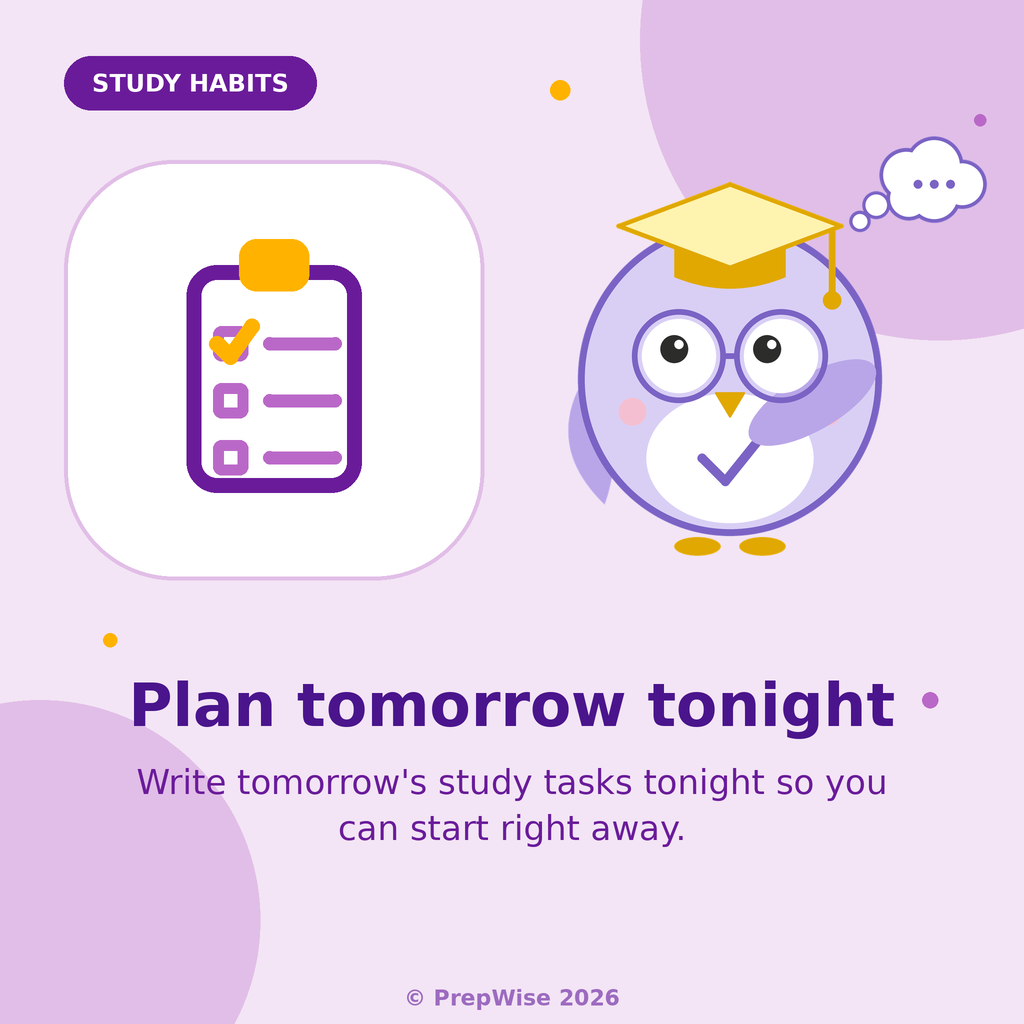 STUDY HABITS
Plan tomorrow tonight
Write tomorrow's study tasks tonight so you
can start right away.
© PrepWise 2026